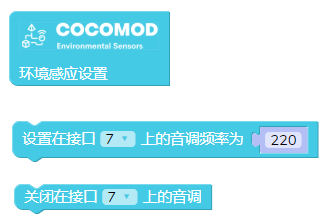 COCOMOD
Environmental Sensors
环境感应设置
设置在接口 7 上的音调频率为 220
关闭在接口 7 上的音调